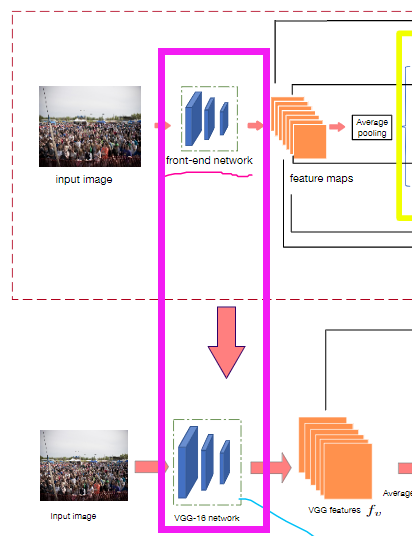 Average
pooling
front-end network
input image
feature maps
Input image
VGG-16 network
VGG features f_v
Average